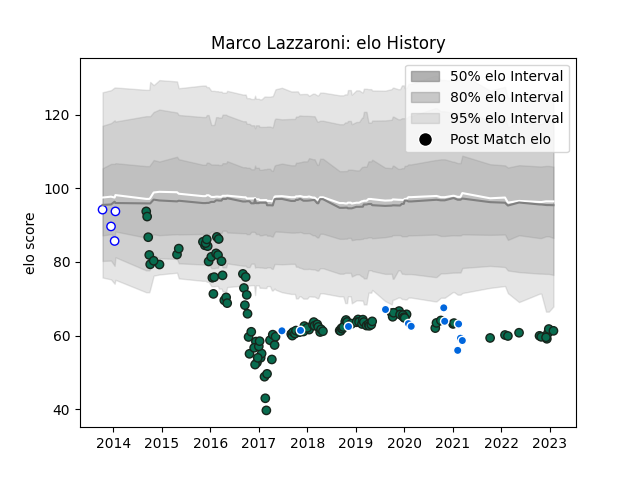 Marco Lazzaroni: elo History
50% elo Interval
80% elo Interval
95% elo Interval
Post Match elo
elo score
120
100
80
60
40
2014 2015 2016 2017 2018 2019 2020 2021 2022 2023